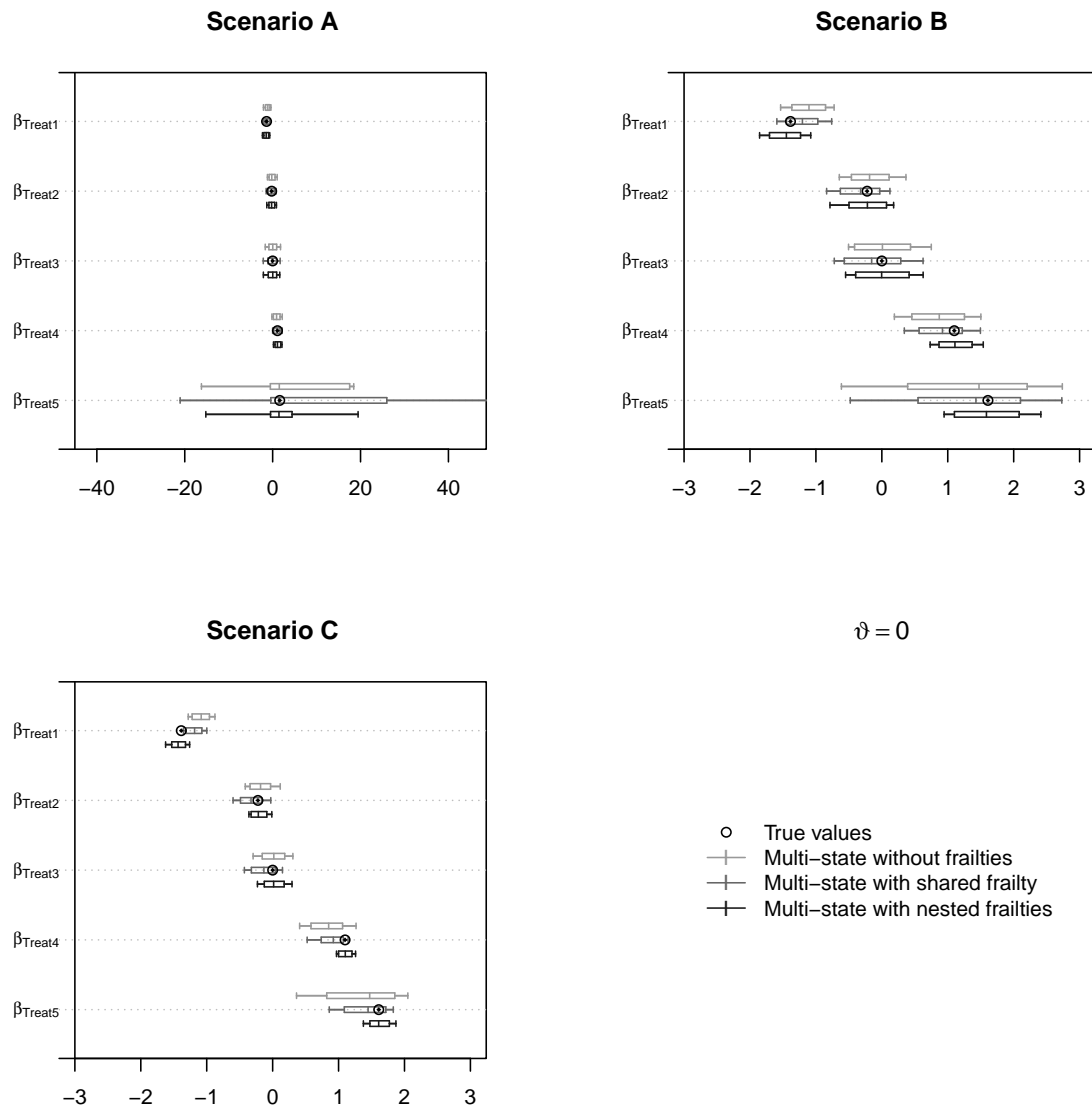 Scenario A
βTreat1
βTreat2
βTreat3
βTreat4
βTreat5
−40 −20 0 20 40
Scenario B
βTreat1
βTreat2
βTreat3
βTreat4
βTreat5
−3 −2 −1 0 1 2 3
Scenario C
βTreat1
βTreat2
βTreat3
βTreat4
βTreat5
−3 −2 −1 0 1 2 3
ϑ = 0
True values
Multi−state without frailties
Multi−state with shared frailty
Multi−state with nested frailties